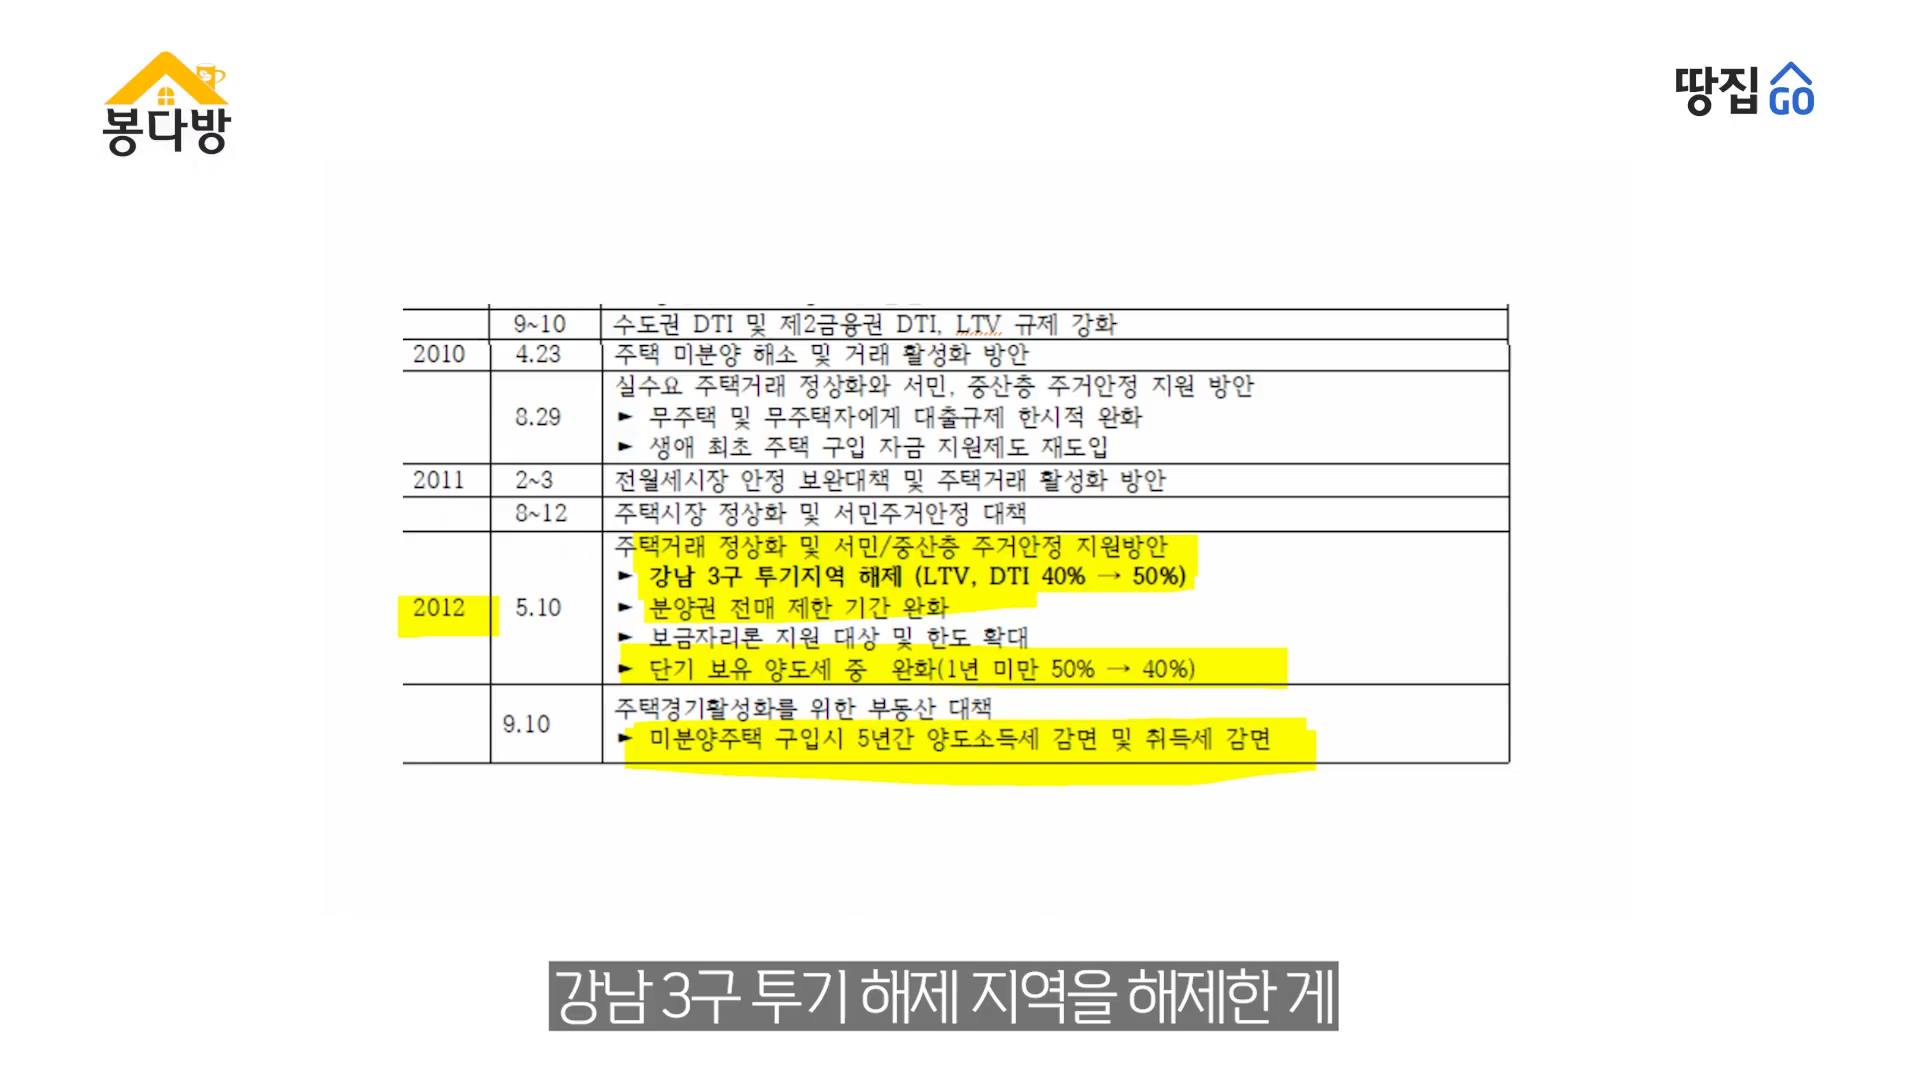 봉다방
땅집GO
9~10 수도권 DTI 및 제2금융권 DTI, LTV 규제 강화
2010 4.23 주택 미분양 해소 및 거래 활성화 방안
실수요 주택거래 정상화와 서민, 중산층 주거안정 지원 방안
8.29 ► 무주택 및 무주택자에게 대출규제 한시적 완화
► 생애 최초 주택 구입 자금 지원제도 재도입
2011 2~3 전월세시장 안정 보완대책 및 주택거래 활성화 방안
8~12 주택시장 정상화 및 서민주거안정 대책
주택거래 정상화 및 서민/중산층 주거안정 지원방안
► 강남 3구 투기지역 해제 (LTV, DTI 40% → 50%)
2012 5.10 ► 분양권 전매 제한 기간 완화
► 보금자리론 지원 대상 및 한도 확대
► 단기 보유 양도세 중 완화(1년 미만 50% → 40%)
주택경기활성화를 위한 부동산 대책
9.10 ► 미분양주택 구입시 5년간 양도소득세 감면 및 취득세 감면
강남 3구 투기 해제 지역을 해제한 게